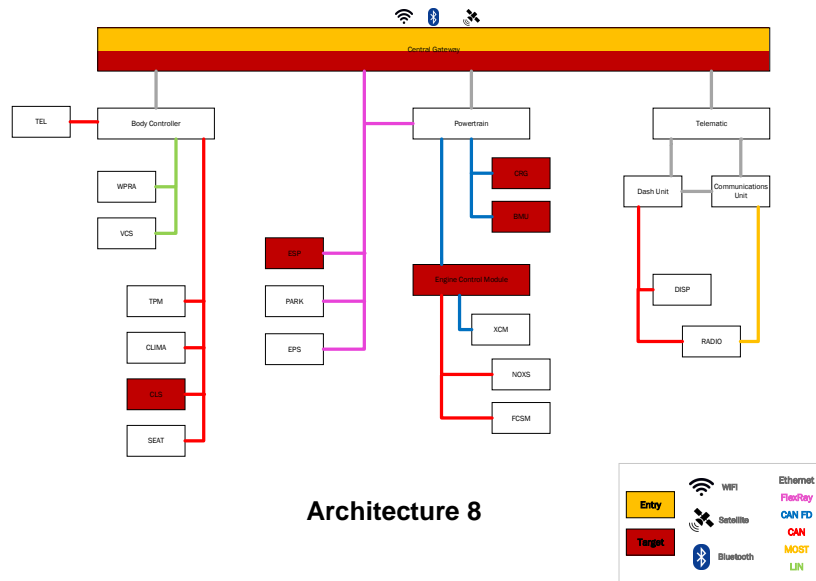 Central Gateway
TEL
Body Controller
Powertrain
Telematic
WPRA
CRG
Dash Unit
Communications
Unit
VCS
BMU
ESP
Engine Contorl Module
TPM
PARK
DISP
CLIMA
EPS
XCM
RADIO
CLS
NOXS
SEAT
FCSM
Architecture 8
Entry
Target
WIFI
Satellite
Bluetooth
Ethernet
FlexRay
CAN FD
CAN
MOST
LIN